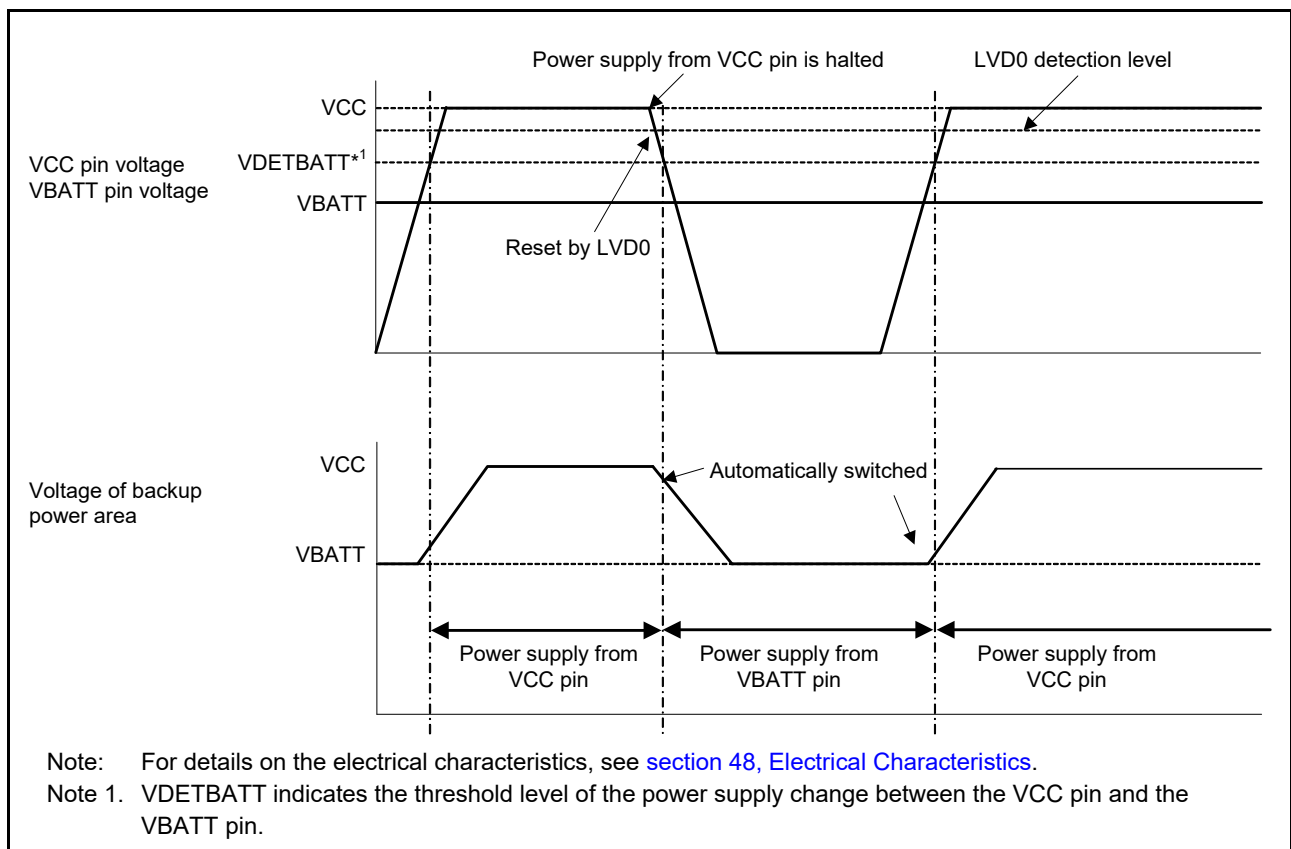 Power supply from VCC pin is halted
LVD0 detection level
VCC
VCC pin voltage
VBATT pin voltage
VDETBATT*1
VBATT
Reset by LVD0
VCC
Automatically switched
Voltage of backup
power area
VBATT
Power supply from
VCC pin
Power supply from
VBATT pin
Power supply from
VCC pin
Note: For details on the electrical characteristics, see section 48, Electrical Characteristics.
Note 1. VDETBATT indicates the threshold level of the power supply change between the VCC pin and the
VBATT pin.